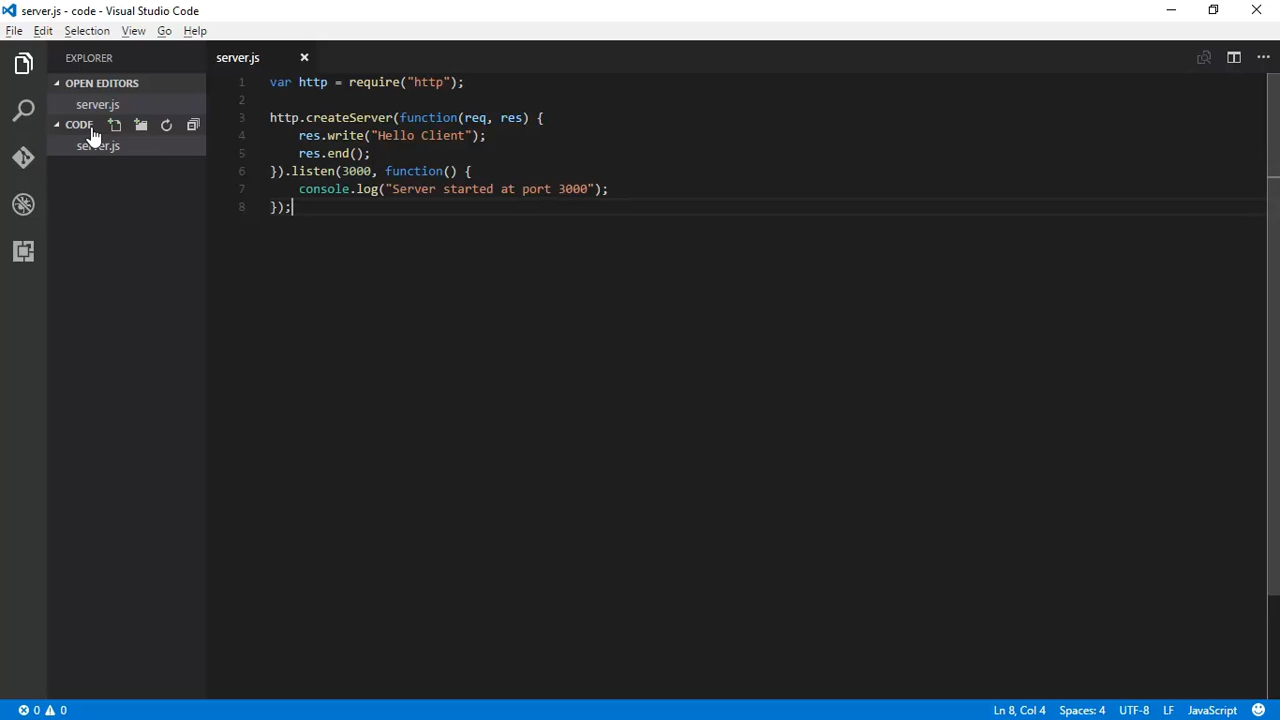 server.js - code - Visual Studio Code
File Edit Selection View Go Help
EXPLORER
OPEN EDITORS
server.js
CODE
server.js
server.js
1 var http = require("http");
2
3 http.createServer(function(req, res) {
4     res.write("Hello Client");
5     res.end();
6 }).listen(3000, function() {
7     console.log("Server started at port 3000");
8 });
0 0 Ln 8, Col 4 Spaces: 4 UTF-8 LF JavaScript